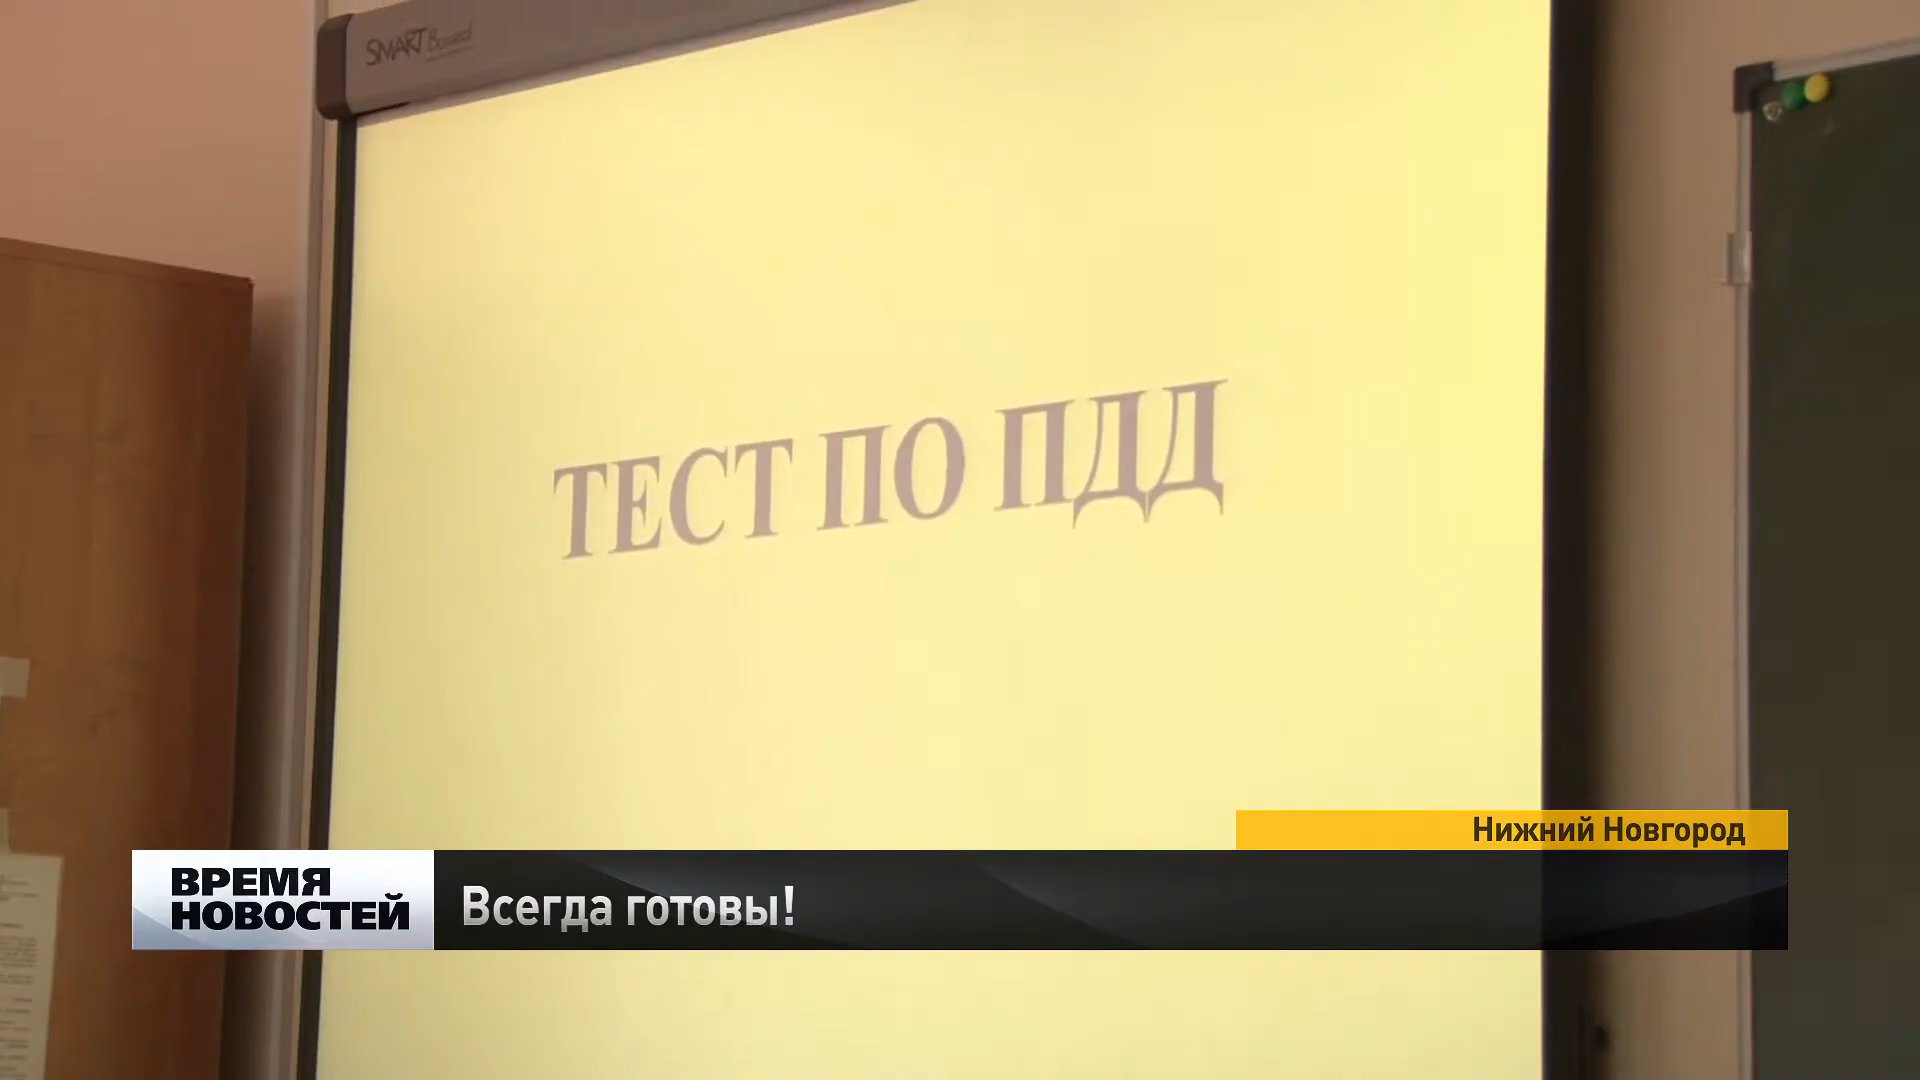 SMART Board
ТЕСТ ПО ПДД
Нижний Новгород
ВРЕМЯ
НОВОСТЕЙ
Всегда готовы!